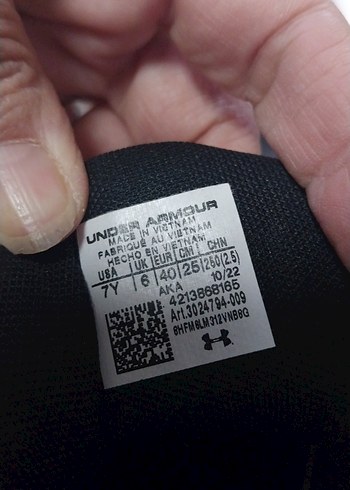 UNDER ARMOUR
MADE IN VIETNAM
FABRIQUÉ AU VIETNAM
HECHO EN VIETNAM
USA UK EUR CM CHN
7Y 6 40 25 250(2.5)
AKA 10/22
4213868165
Art.3024794-009